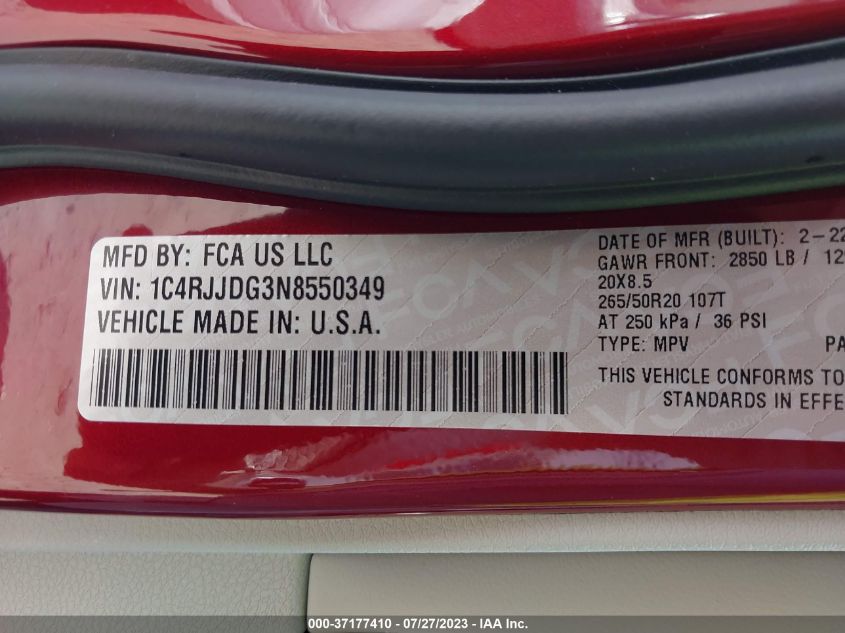 MFD BY: FCA US LLC
VIN: 1C4RJJDG3N8550349
VEHICLE MADE IN: U.S.A.
DATE OF MFR (BUILT): 2-22
GAWR FRONT: 2850 LB / 12
20X8.5
265/50R20 107T
AT 250 kPa / 36 PSI
TYPE: MPV PA
THIS VEHICLE CONFORMS TO
STANDARDS IN EFFE
000-37177410 - 07/27/2023 - IAA Inc.